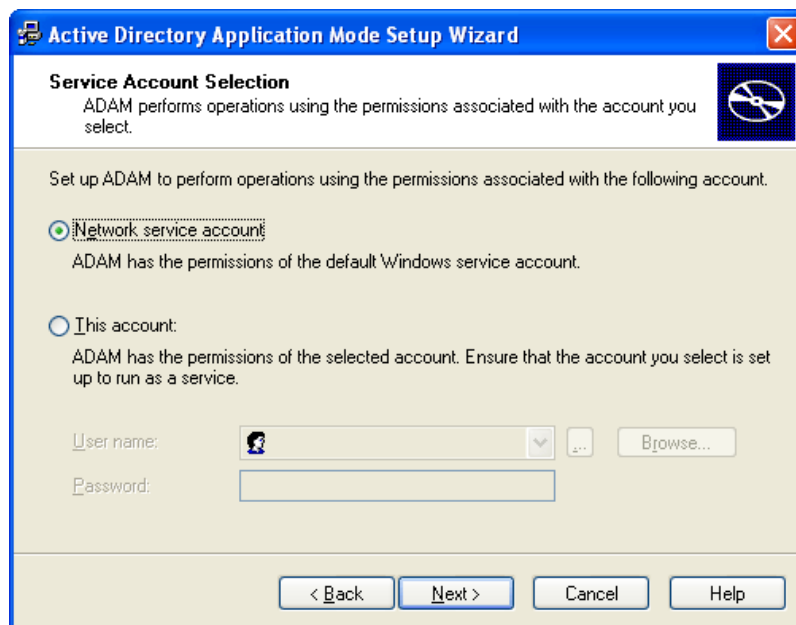 Active Directory Application Mode Setup Wizard
Service Account Selection
ADAM performs operations using the permissions associated with the account you
select.
Set up ADAM to perform operations using the permissions associated with the following account.
Network service account
ADAM has the permissions of the default Windows service account.
This account:
ADAM has the permissions of the selected account. Ensure that the account you select is set
up to run as a service.
User name:
... Browse...
Password:
< Back Next > Cancel Help